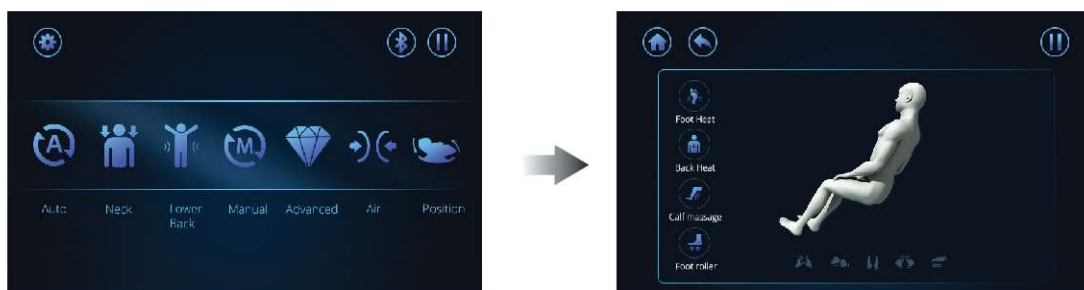 A
M
Auto
Neck
Lower
Back
Manual
Advanced
Air
Position
Foot Heat
Back Heat
Calf massage
Foot roller